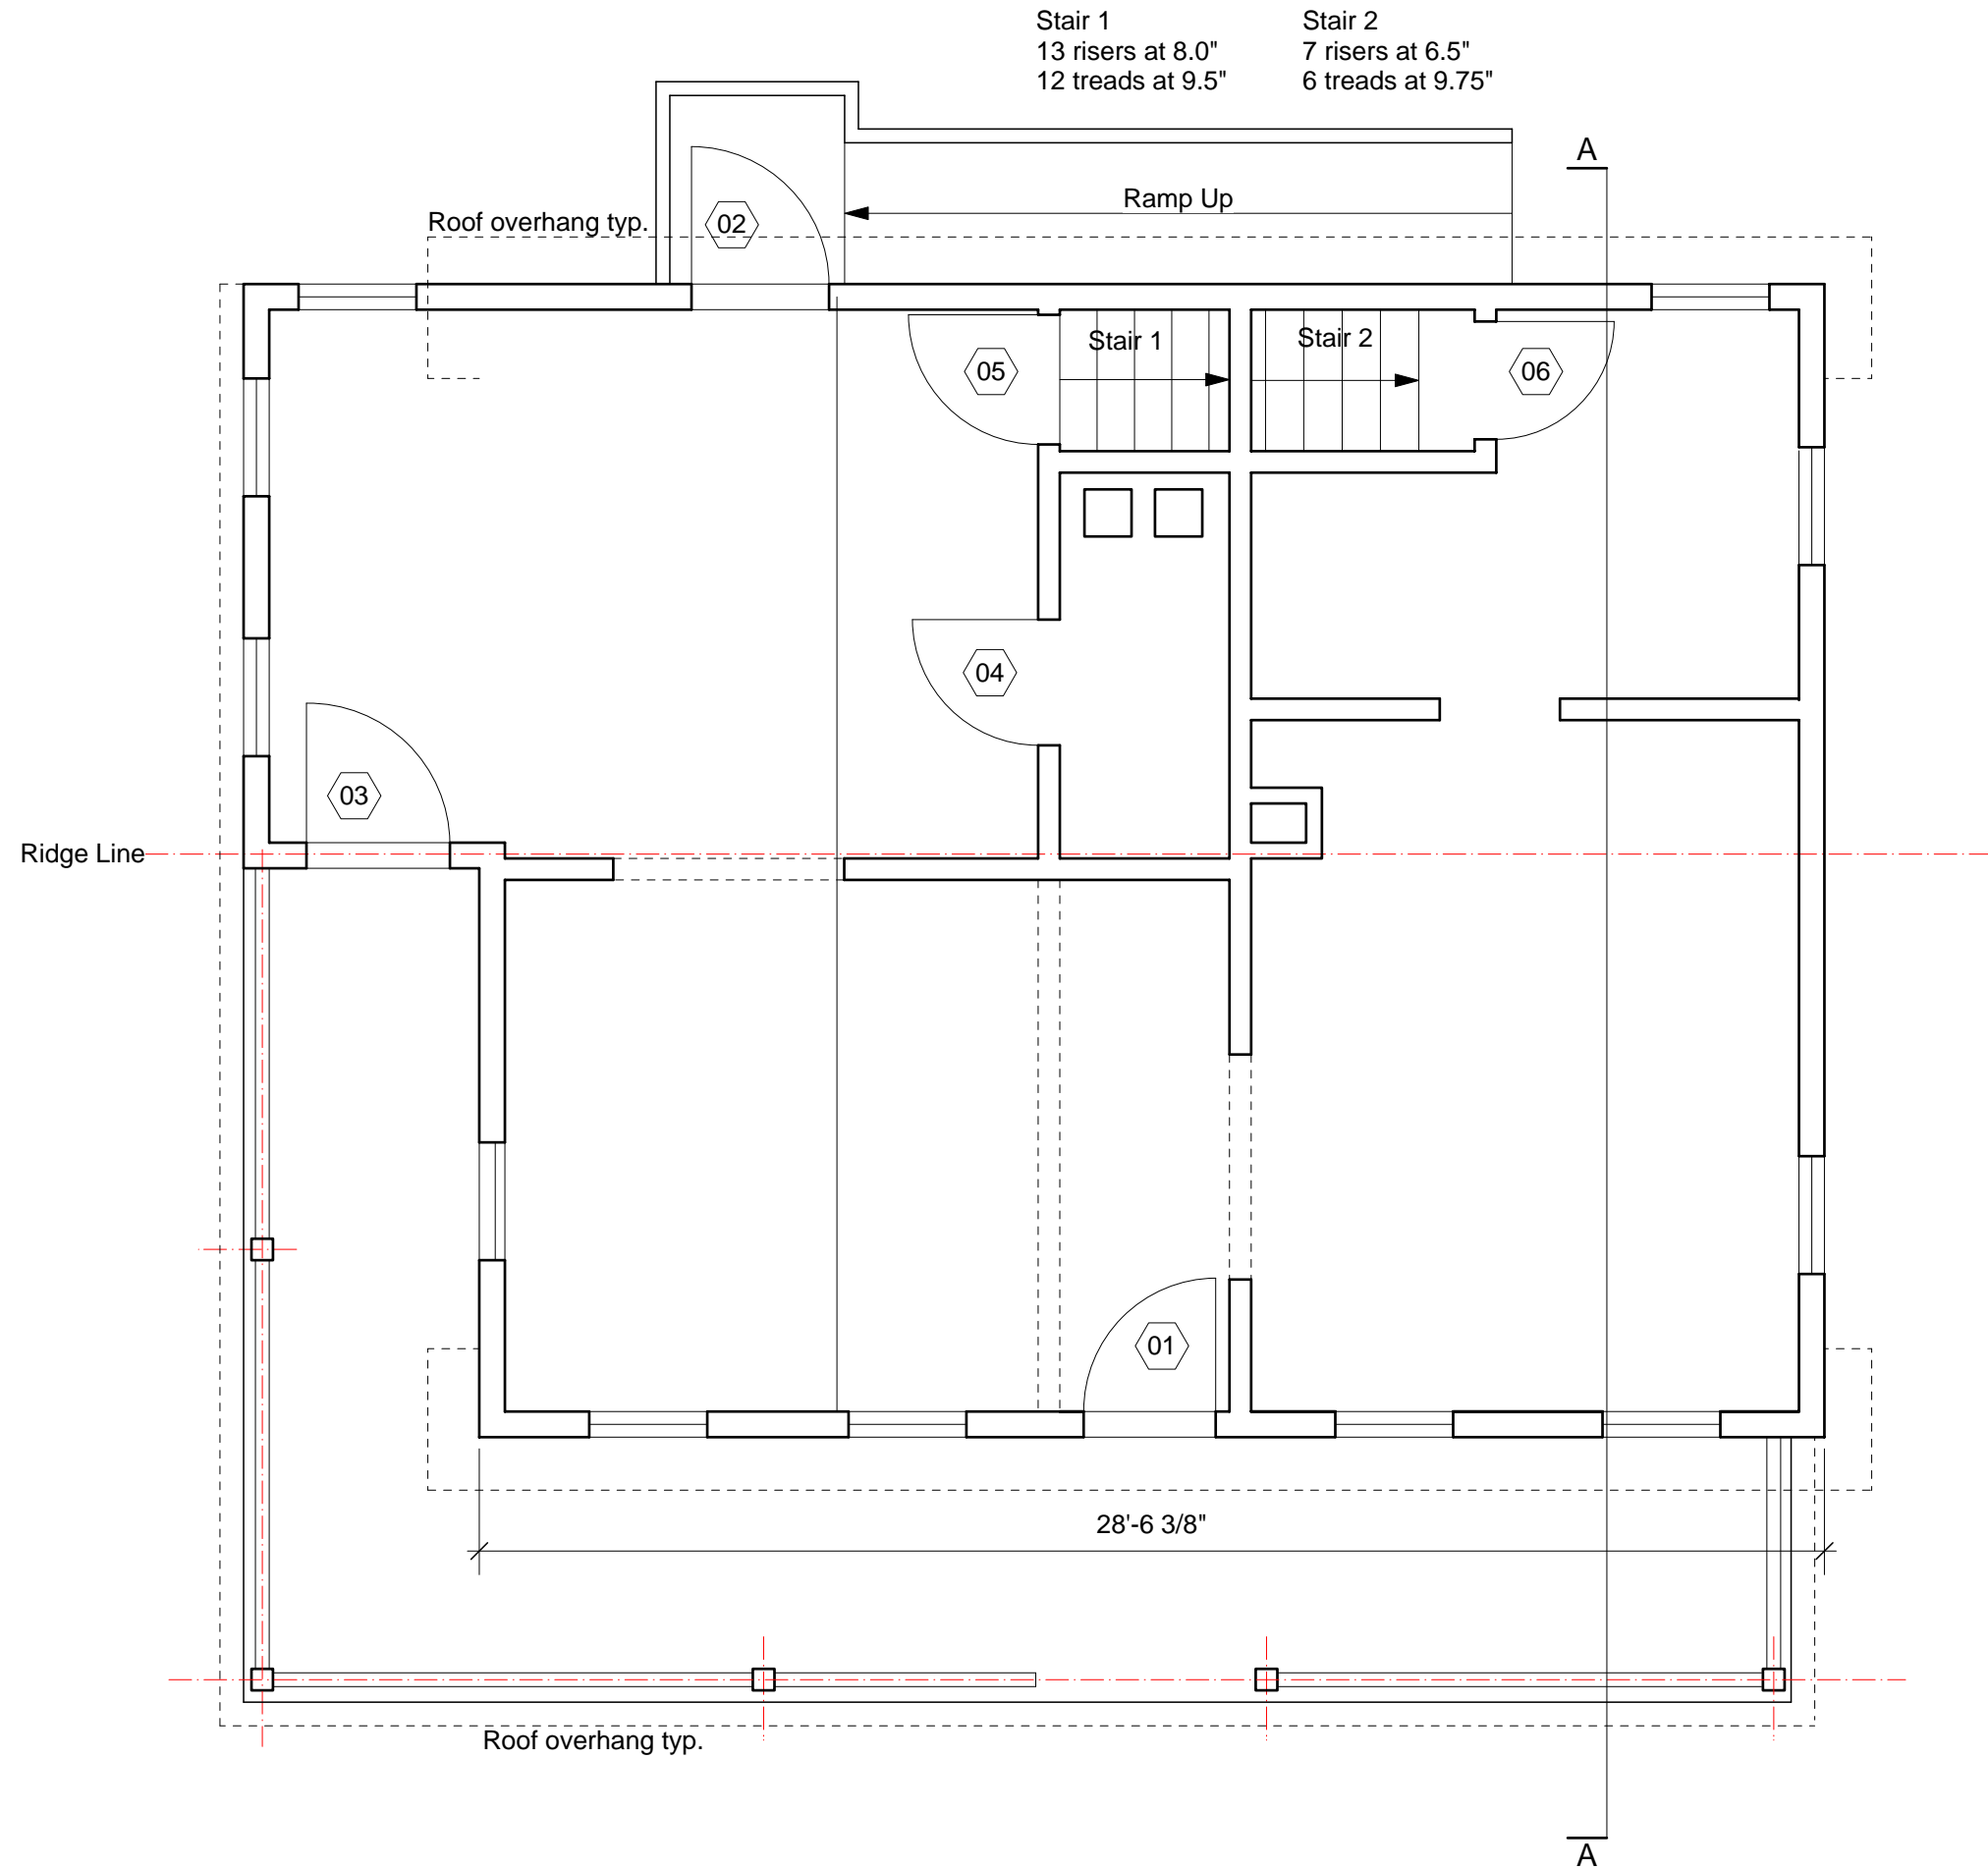 Stair 1
13 risers at 8.0"
12 treads at 9.5"
Stair 2
7 risers at 6.5"
6 treads at 9.75"
A
Ramp Up
Roof overhang typ.
02
Stair 1
Stair 2
05
06
04
03
Ridge Line
01
28'-6 3/8"
Roof overhang typ.
A